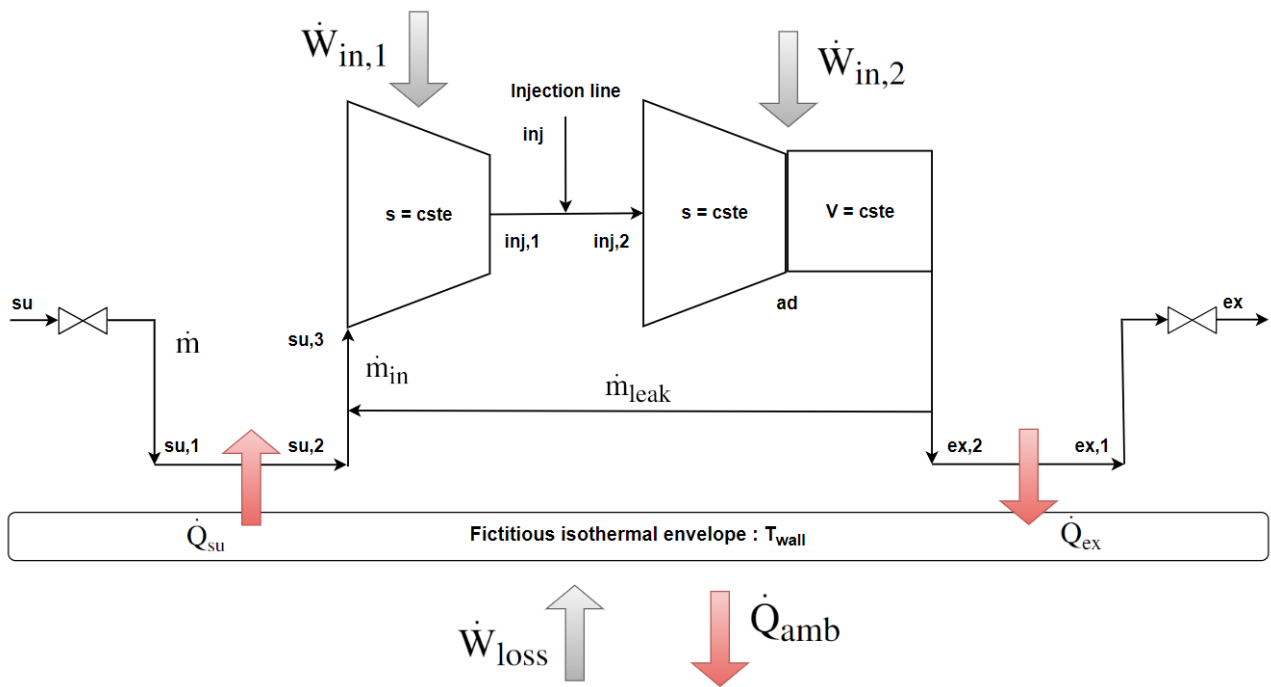 Ẇin,1
Ẇin,2
Injection line
inj
s = cste
s = cste
V = cste
inj,1
inj,2
su
ad
ex
su,3
ṁ
ṁin
ṁleak
su,1
su,2
ex,2
ex,1
Q̇su
Fictitious isothermal envelope : Twall
Q̇ex
Ẇloss
Q̇amb